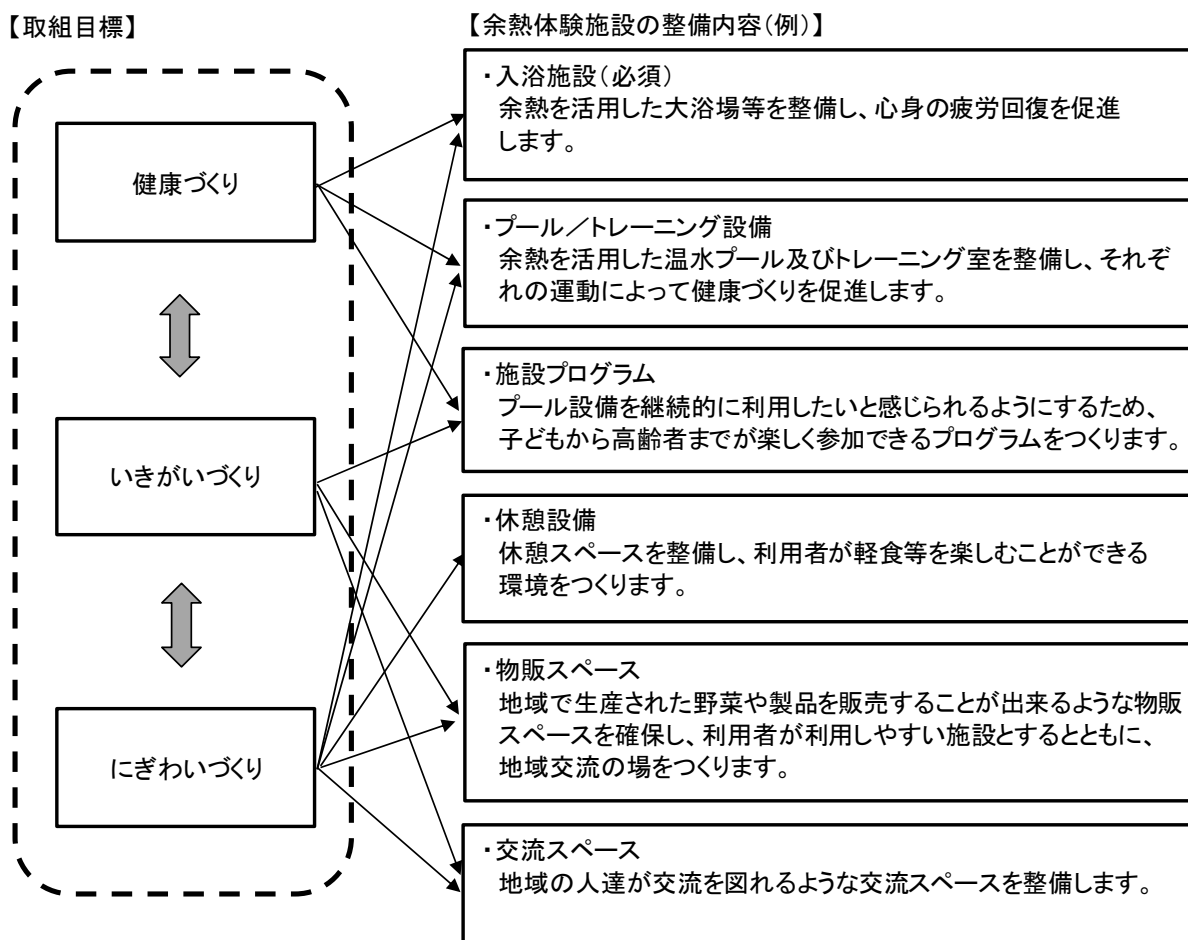 【取組目標】
健康づくり
いきがいづくり
にぎわいづくり
【余熱体験施設の整備内容(例)】
・入浴施設(必須)
余熱を活用した大浴場等を整備し、心身の疲労回復を促進
します。
・プール／トレーニング設備
余熱を活用した温水プール及びトレーニング室を整備し、それぞ
れの運動によって健康づくりを促進します。
・施設プログラム
プール設備を継続的に利用したいと感じられるようにするため、
子どもから高齢者までが楽しく参加できるプログラムをつくります。
・休憩設備
休憩スペースを整備し、利用者が軽食等を楽しむことができる
環境をつくります。
・物販スペース
地域で生産された野菜や製品を販売することが出来るような物販
スペースを確保し、利用者が利用しやすい施設とするとともに、
地域交流の場をつくります。
・交流スペース
地域の人達が交流を図れるような交流スペースを整備します。